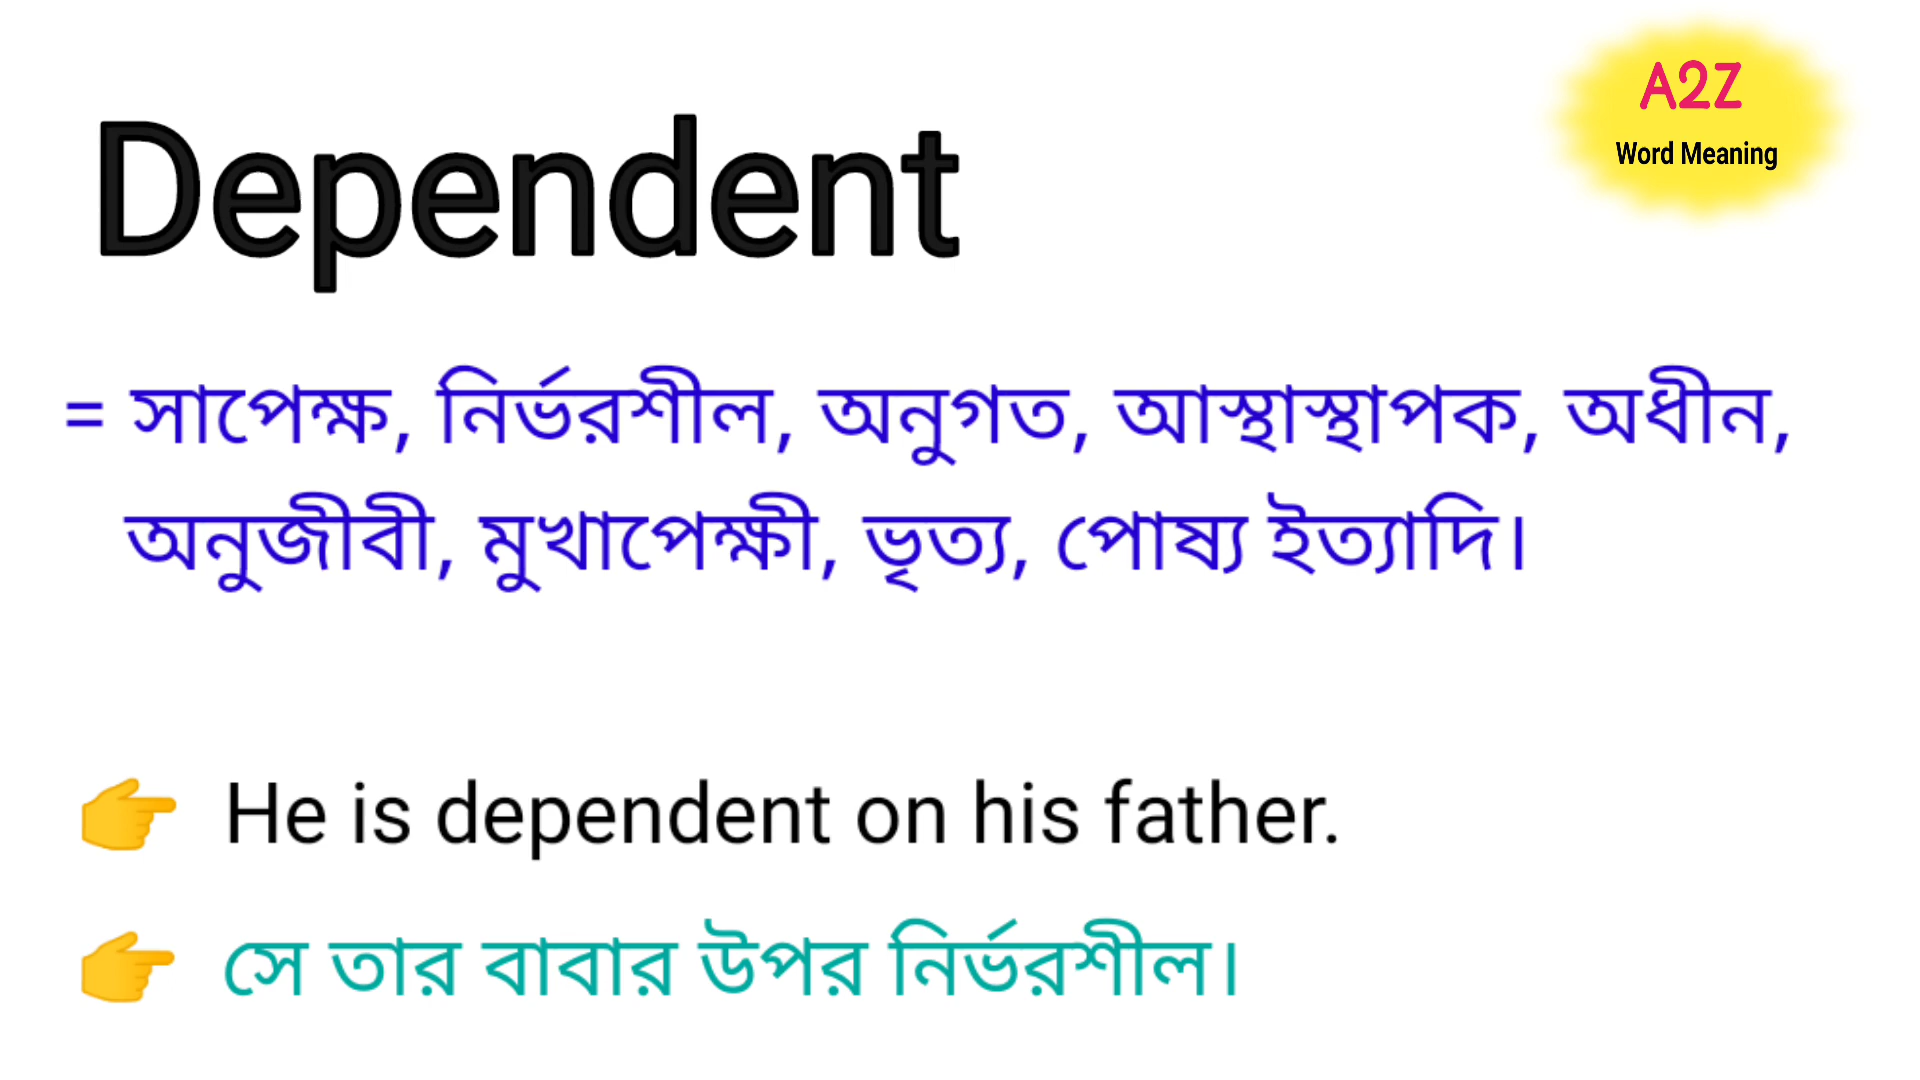 A2Z
Word Meaning
Dependent
= সাপেক্ষ, নির্ভরশীল, অনুগত, আস্থাস্থাপক, অধীন,
অনুজীবী, মুখাপেক্ষী, ভৃত্য, পোষ্য ইত্যাদি।
👉 He is dependent on his father.
👉 সে তার বাবার উপর নির্ভরশীল।